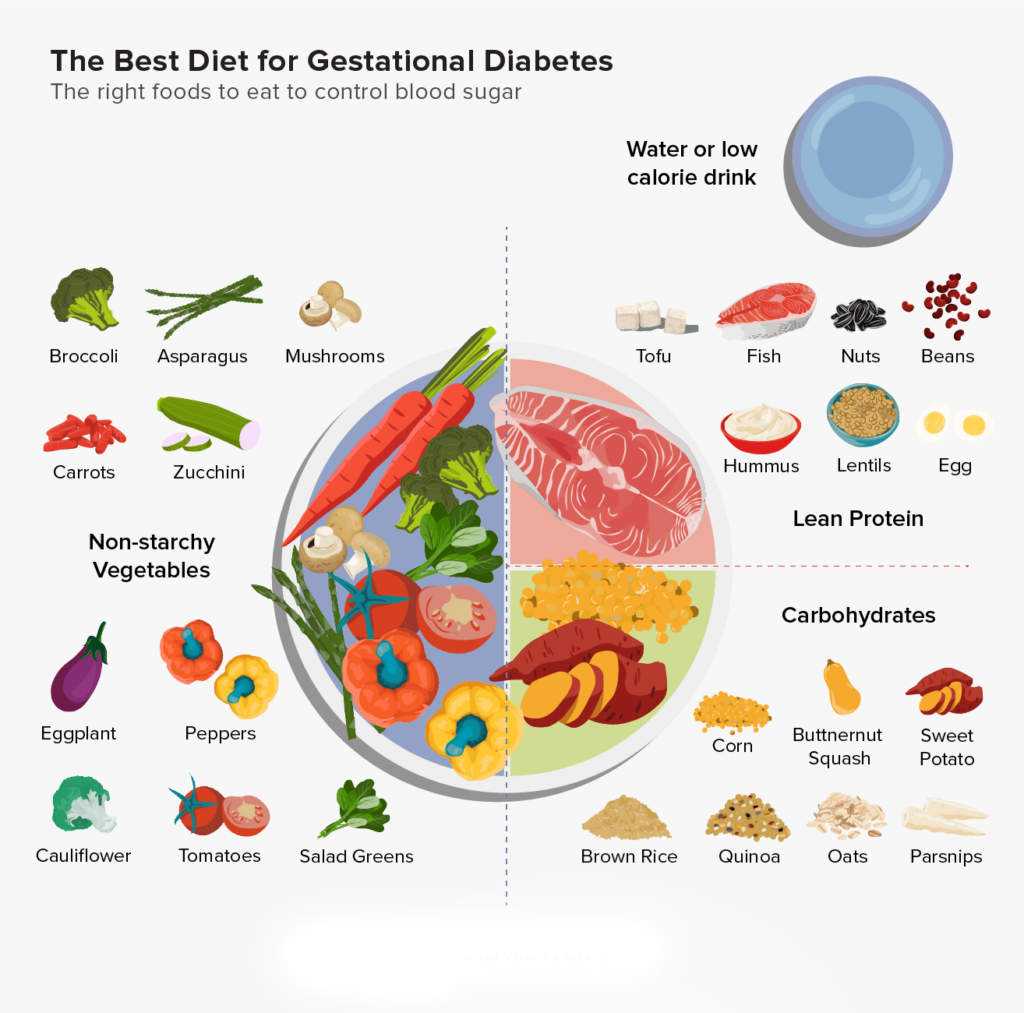 The Best Diet for Gestational Diabetes
The right foods to eat to control blood sugar
Water or low
calorie drink
Broccoli
Asparagus
Mushrooms
Carrots
Zucchini
Non-starchy
Vegetables
Eggplant
Peppers
Cauliflower
Tomatoes
Salad Greens
Tofu
Fish
Nuts
Beans
Hummus
Lentils
Egg
Lean Protein
Carbohydrates
Corn
Buttnernut
Squash
Sweet
Potato
Brown Rice
Quinoa
Oats
Parsnips